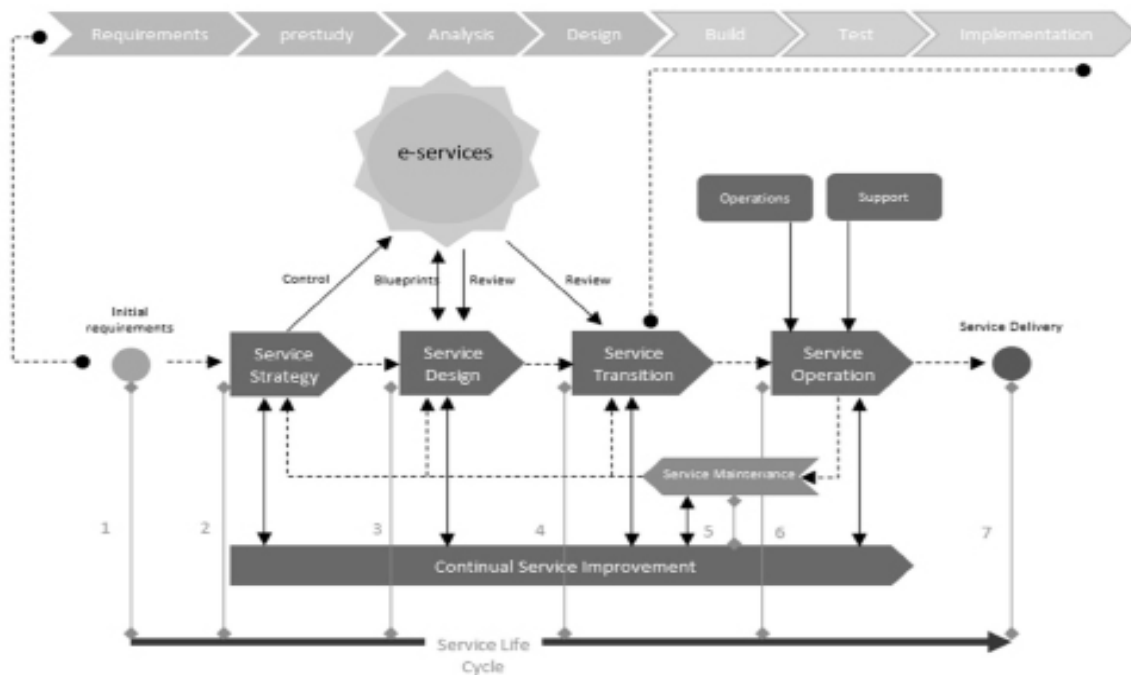 Requirements
prestudy
Analysis
Design
Build
Test
Implementation
e-services
Operations
Support
Control
Blueprints
Review
Review
Initial
requirements
Service Delivery
Service
Strategy
Service
Design
Service
Transition
Service
Operation
Service Maintenance
1
2
3
4
5
6
7
Continual Service Improvement
Service Life
Cycle